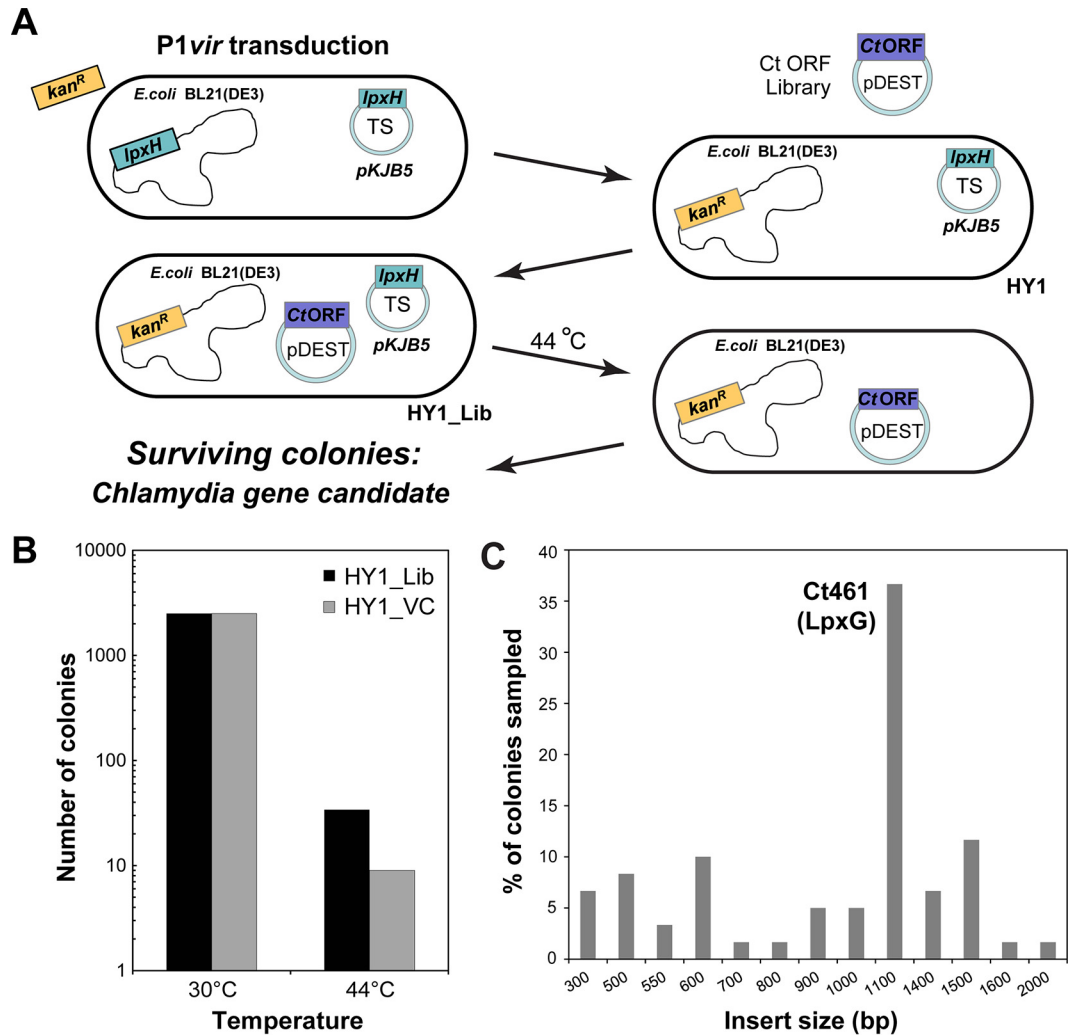 A
P1vir transduction
kanR
E.coli BL21(DE3)
lpxH
lpxH
TS
pKJB5
Ct ORF
Library
CtORF
pDEST
E.coli BL21(DE3)
kanR
lpxH
TS
pKJB5
HY1
E.coli BL21(DE3)
kanR
CtORF
pDEST
lpxH
TS
pKJB5
HY1_Lib
44 °C
E.coli BL21(DE3)
kanR
CtORF
pDEST
Surviving colonies:
Chlamydia gene candidate
B
Number of colonies
10000
1000
100
10
1
HY1_Lib
HY1_VC
30°C
44°C
Temperature
C
% of colonies sampled
40
35
30
25
20
15
10
5
0
Ct461
(LpxG)
300
500
550
600
700
800
900
1000
1100
1400
1500
1600
2000
Insert size (bp)